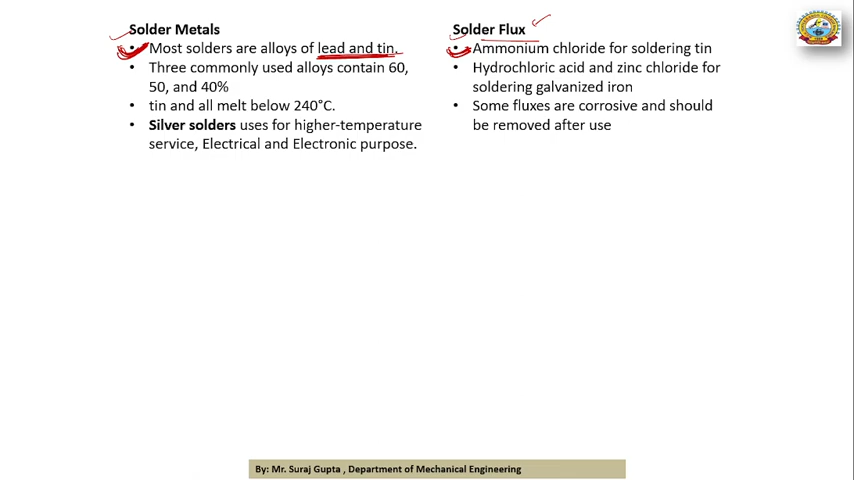 Solder Metals
• Most solders are alloys of lead and tin.
• Three commonly used alloys contain 60,
50, and 40%
• tin and all melt below 240°C.
• Silver solders uses for higher-temperature
service, Electrical and Electronic purpose.
Solder Flux
• Ammonium chloride for soldering tin
• Hydrochloric acid and zinc chloride for
soldering galvanized iron
• Some fluxes are corrosive and should
be removed after use
By: Mr. Suraj Gupta , Department of Mechanical Engineering